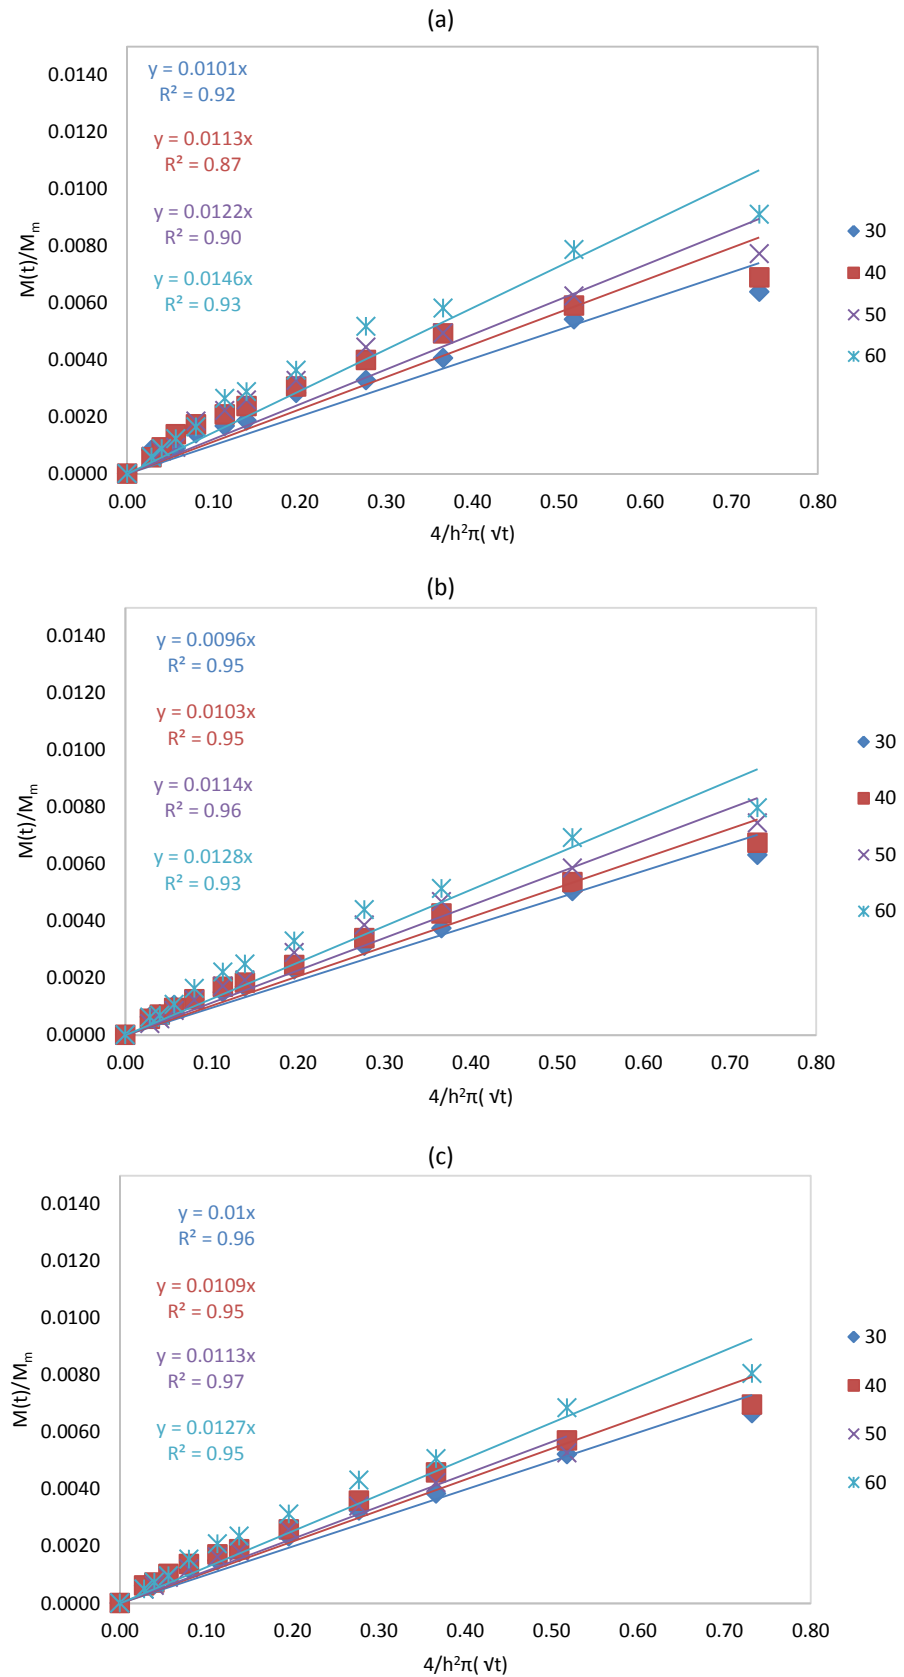 (a)
0.0140
0.0120
0.0100
0.0080
0.0060
0.0040
0.0020
0.0000
M(t)/Mₘ
y = 0.0101x
R² = 0.92
y = 0.0113x
R² = 0.87
y = 0.0122x
R² = 0.90
y = 0.0146x
R² = 0.93
30
40
50
60
0.00 0.10 0.20 0.30 0.40 0.50 0.60 0.70 0.80
4/h²π( √t)
(b)
0.0140
0.0120
0.0100
0.0080
0.0060
0.0040
0.0020
0.0000
M(t)/Mₘ
y = 0.0096x
R² = 0.95
y = 0.0103x
R² = 0.95
y = 0.0114x
R² = 0.96
y = 0.0128x
R² = 0.93
30
40
50
60
0.00 0.10 0.20 0.30 0.40 0.50 0.60 0.70 0.80
4/h²π( √t)
(c)
0.0140
0.0120
0.0100
0.0080
0.0060
0.0040
0.0020
0.0000
M(t)/Mₘ
y = 0.01x
R² = 0.96
y = 0.0109x
R² = 0.95
y = 0.0113x
R² = 0.97
y = 0.0127x
R² = 0.95
30
40
50
60
0.00 0.10 0.20 0.30 0.40 0.50 0.60 0.70 0.80
4/h²π( √t)